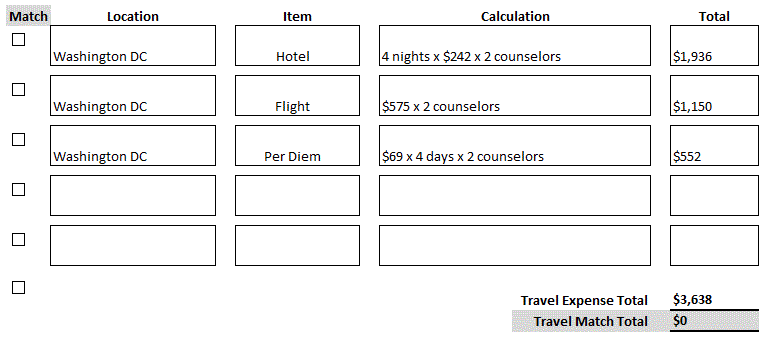 Match Location Item Calculation Total
Washington DC Hotel 4 nights x $242 x 2 counselors $1,936
Washington DC Flight $575 x 2 counselors $1,150
Washington DC Per Diem $69 x 4 days x 2 counselors $552
Travel Expense Total $3,638
Travel Match Total $0